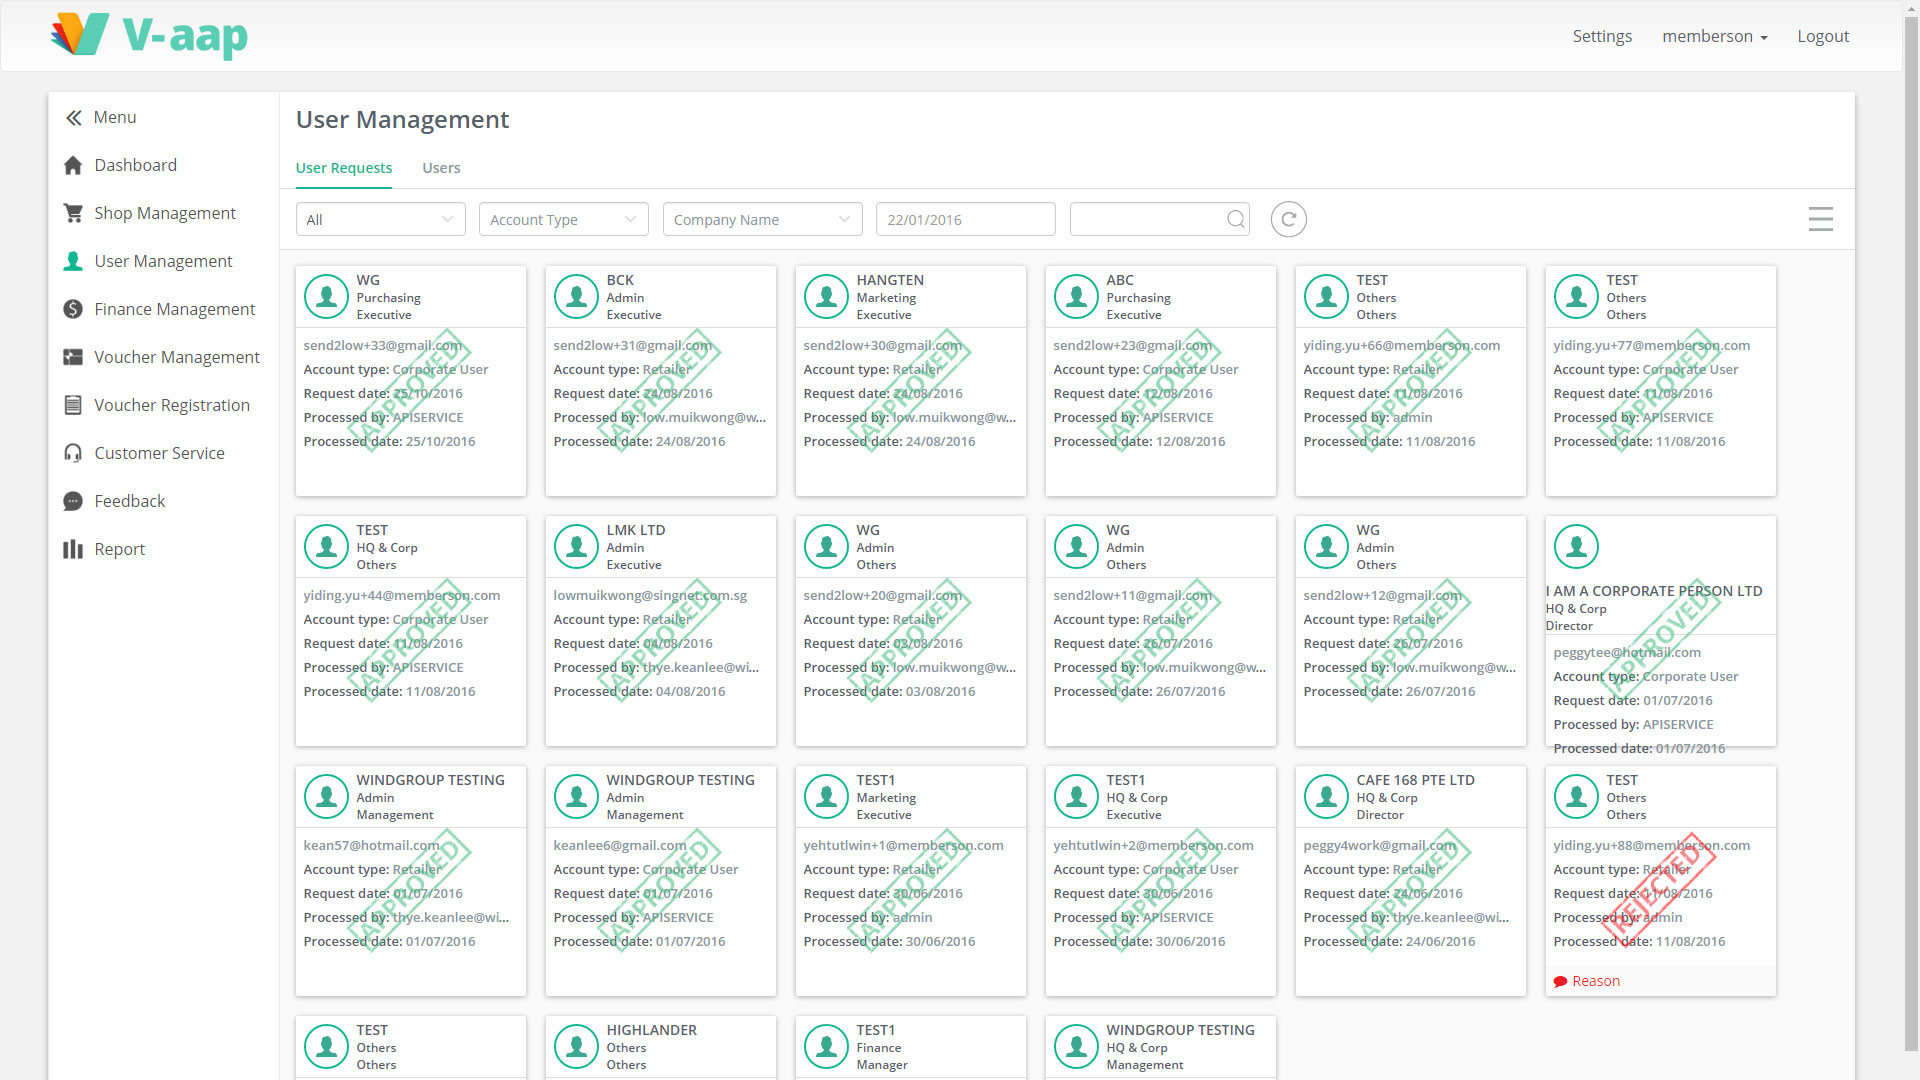 V-aap
Settings
memberson
Logout
Menu
Dashboard
Shop Management
User Management
Finance Management
Voucher Management
Voucher Registration
Customer Service
Feedback
Report
User Management
User Requests
Users
All
Account Type
Company Name
22/01/2016
WG
Purchasing
Executive
send2low+33@gmail.com
Account type: Corporate User
Request date: 25/10/2016
Processed by: APISERVICE
Processed date: 25/10/2016
APPROVED
BCK
Admin
Executive
send2low+31@gmail.com
Account type: Retailer
Request date: 24/08/2016
Processed by: low.muikwong@w...
Processed date: 24/08/2016
APPROVED
HANGTEN
Marketing
Executive
send2low+30@gmail.com
Account type: Retailer
Request date: 24/08/2016
Processed by: low.muikwong@w...
Processed date: 24/08/2016
APPROVED
ABC
Purchasing
Executive
send2low+23@gmail.com
Account type: Corporate User
Request date: 12/08/2016
Processed by: APISERVICE
Processed date: 12/08/2016
APPROVED
TEST
Others
Others
yiding.yu+66@memberson.com
Account type: Retailer
Request date: 11/08/2016
Processed by: admin
Processed date: 11/08/2016
APPROVED
TEST
Others
Others
yiding.yu+77@memberson.com
Account type: Corporate User
Request date: 11/08/2016
Processed by: APISERVICE
Processed date: 11/08/2016
APPROVED
TEST
HQ & Corp
Others
yiding.yu+44@memberson.com
Account type: Corporate User
Request date: 11/08/2016
Processed by: APISERVICE
Processed date: 11/08/2016
APPROVED
LMK LTD
Admin
Executive
lowmuikwong@singnet.com.sg
Account type: Retailer
Request date: 04/08/2016
Processed by: thye.keanlee@wi...
Processed date: 04/08/2016
APPROVED
WG
Admin
Others
send2low+20@gmail.com
Account type: Retailer
Request date: 03/08/2016
Processed by: low.muikwong@w...
Processed date: 03/08/2016
APPROVED
WG
Admin
Others
send2low+11@gmail.com
Account type: Retailer
Request date: 26/07/2016
Processed by: low.muikwong@w...
Processed date: 26/07/2016
APPROVED
WG
Admin
Others
send2low+12@gmail.com
Account type: Retailer
Request date: 26/07/2016
Processed by: low.muikwong@w...
Processed date: 26/07/2016
APPROVED
I AM A CORPORATE PERSON LTD
HQ & Corp
Director
peggytee@hotmail.com
Account type: Corporate User
Request date: 01/07/2016
Processed by: APISERVICE
Processed date: 01/07/2016
APPROVED
WINDGROUP TESTING
Admin
Management
kean57@hotmail.com
Account type: Retailer
Request date: 01/07/2016
Processed by: thye.keanlee@wi...
Processed date: 01/07/2016
APPROVED
WINDGROUP TESTING
Admin
Management
keanlee6@gmail.com
Account type: Corporate User
Request date: 01/07/2016
Processed by: APISERVICE
Processed date: 01/07/2016
APPROVED
TEST1
Marketing
Executive
yehtutlwin+1@memberson.com
Account type: Retailer
Request date: 30/06/2016
Processed by: admin
Processed date: 30/06/2016
APPROVED
TEST1
HQ & Corp
Executive
yehtutlwin+2@memberson.com
Account type: Corporate User
Request date: 30/06/2016
Processed by: APISERVICE
Processed date: 30/06/2016
APPROVED
CAFE 168 PTE LTD
HQ & Corp
Director
peggy4work@gmail.com
Account type: Retailer
Request date: 24/06/2016
Processed by: thye.keanlee@wi...
Processed date: 24/06/2016
APPROVED
TEST
Others
Others
yiding.yu+88@memberson.com
Account type: Retailer
Request date: 11/08/2016
Processed by: admin
Processed date: 11/08/2016
REJECTED
Reason
TEST
Others
Others
HIGHLANDER
Others
Others
TEST1
Finance
Manager
WINDGROUP TESTING
HQ & Corp
Management